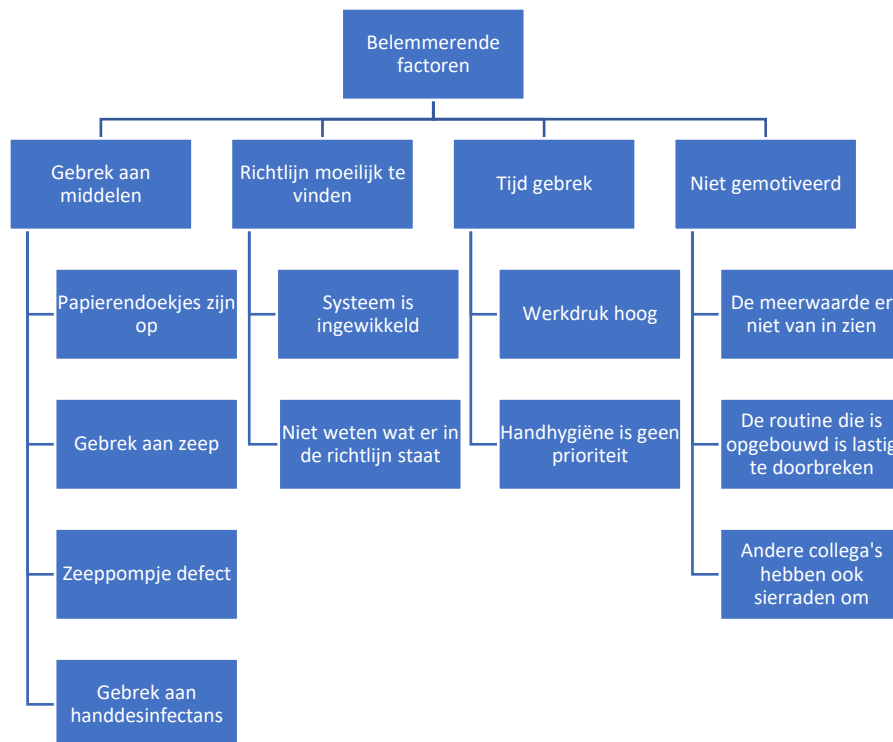 Belemmerende
factoren
Gebrek aan
middelen
Papierendoekjes zijn
op
Gebrek aan zeep
Zeeppompje defect
Gebrek aan
handdesinfectans
Richtlijn moeilijk te
vinden
Systeem is
ingewikkeld
Niet weten wat er in
de richtlijn staat
Tijd gebrek
Werkdruk hoog
Handhygiëne is geen
prioriteit
Niet gemotiveerd
De meerwaarde er
niet van in zien
De routine die is
opgebouwd is lastig
te doorbreken
Andere collega's
hebben ook
sierraden om